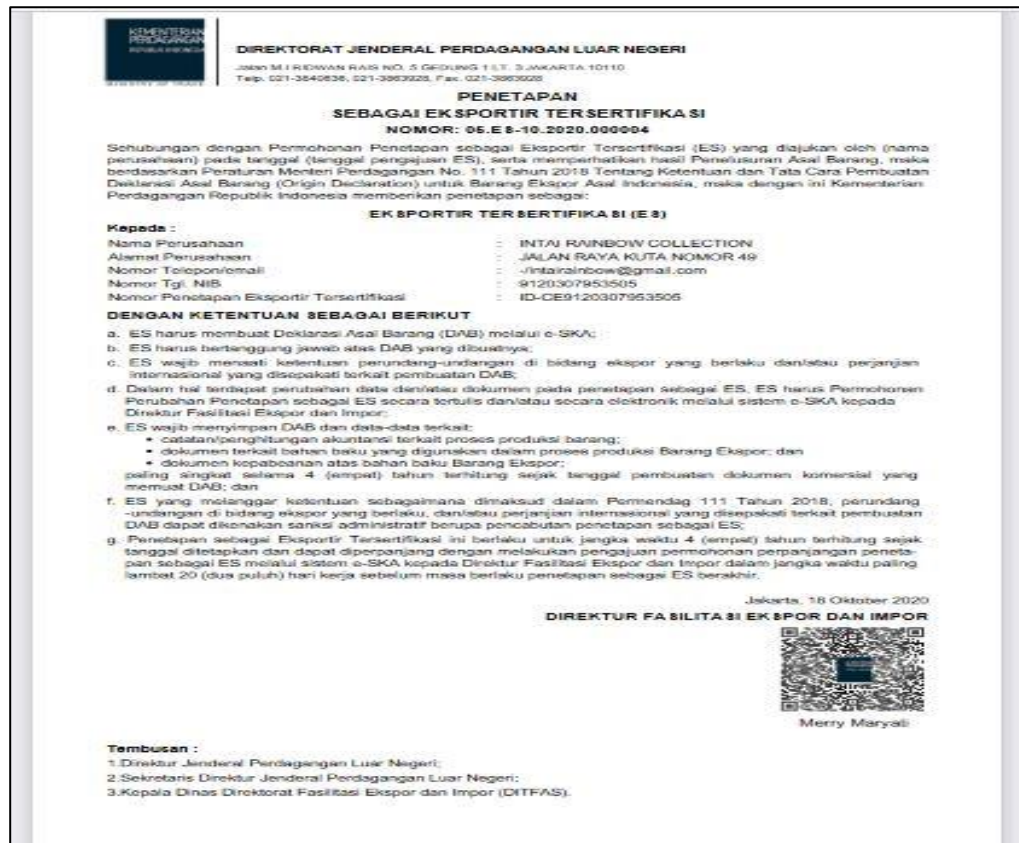 KEMENTERIAN
PERDAGANGAN
REPUBLIK INDONESIA
MINISTRY OF TRADE
DIREKTORAT JENDERAL PERDAGANGAN LUAR NEGERI
Jalan M.I RIDWAN RAIS NO. 5 GEDUNG 1 LT. 3 JAKARTA 10110
Telp. 021-3840836, 021-3863928, Fax. 021-3863928
PENETAPAN
SEBAGAI EKSPORTIR TERSERTIFIKASI
NOMOR: 05.ES-10.2020.000004
Sehubungan dengan Permohonan Penetapan sebagai Eksportir Tersertifikasi (ES) yang diajukan oleh (nama
perusahaan) pada tanggal (tanggal pengajuan ES), serta memperhatikan hasil Penelusuran Asal Barang, maka
berdasarkan Peraturan Menteri Perdagangan No. 111 Tahun 2018 Tentang Ketentuan dan Tata Cara Pembuatan
Deklarasi Asal Barang (Origin Declaration) untuk Barang Ekspor Asal Indonesia, maka dengan ini Kementerian
Perdagangan Republik Indonesia memberikan penetapan sebagai:
EKSPORTIR TERSERTIFIKASI (ES)
Kepada :
Nama Perusahaan : INTAI RAINBOW COLLECTION
Alamat Perusahaan : JALAN RAYA KUTA NOMOR 49
Nomor Telepon/email : -/intairainbow@gmail.com
Nomor Tgl. NIB : 9120307953505
Nomor Penetapan Eksportir Tersertifikasi : ID-CE9120307953505
DENGAN KETENTUAN SEBAGAI BERIKUT
a. ES harus membuat Deklarasi Asal Barang (DAB) melalui e-SKA;
b. ES harus bertanggung jawab atas DAB yang dibuatnya;
c. ES wajib menaati ketentuan perundang-undangan di bidang ekspor yang berlaku dan/atau perjanjian
internasional yang disepakati terkait pembuatan DAB;
d. Dalam hal terdapat perubahan data dan/atau dokumen pada penetapan sebagai ES, ES harus Permohonan
Perubahan Penetapan sebagai ES secara tertulis dan/atau secara elektronik melalui sistem e-SKA kepada
Direktur Fasilitasi Ekspor dan Impor;
e. ES wajib menyimpan DAB dan data-data terkait:
• catatan/penghitungan akuntansi terkait proses produksi barang;
• dokumen terkait bahan baku yang digunakan dalam proses produksi Barang Ekspor; dan
• dokumen kepabeanan atas bahan baku Barang Ekspor;
paling singkat selama 4 (empat) tahun terhitung sejak tanggal pembuatan dokumen komersial yang
memuat DAB; dan
f. ES yang melanggar ketentuan sebagaimana dimaksud dalam Permendag 111 Tahun 2018, perundang
-undangan di bidang ekspor yang berlaku, dan/atau perjanjian internasional yang disepakati terkait pembuatan
DAB dapat dikenakan sanksi administratif berupa pencabutan penetapan sebagai ES;
g. Penetapan sebagai Eksportir Tersertifikasi ini berlaku untuk jangka waktu 4 (empat) tahun terhitung sejak
tanggal ditetapkan dan dapat diperpanjang dengan melakukan pengajuan permohonan perpanjangan peneta-
pan sebagai ES melalui sistem e-SKA kepada Direktur Fasilitasi Ekspor dan Impor dalam jangka waktu paling
lambat 20 (dua puluh) hari kerja sebelum masa berlaku penetapan sebagai ES berakhir.
Jakarta, 18 Oktober 2020
DIREKTUR FASILITASI EKSPOR DAN IMPOR
Merry Maryati
Tembusan :
1.Direktur Jenderal Perdagangan Luar Negeri;
2.Sekretaris Direktur Jenderal Perdagangan Luar Negeri;
3.Kepala Dinas Direktorat Fasilitasi Ekspor dan Impor (DITFAS).